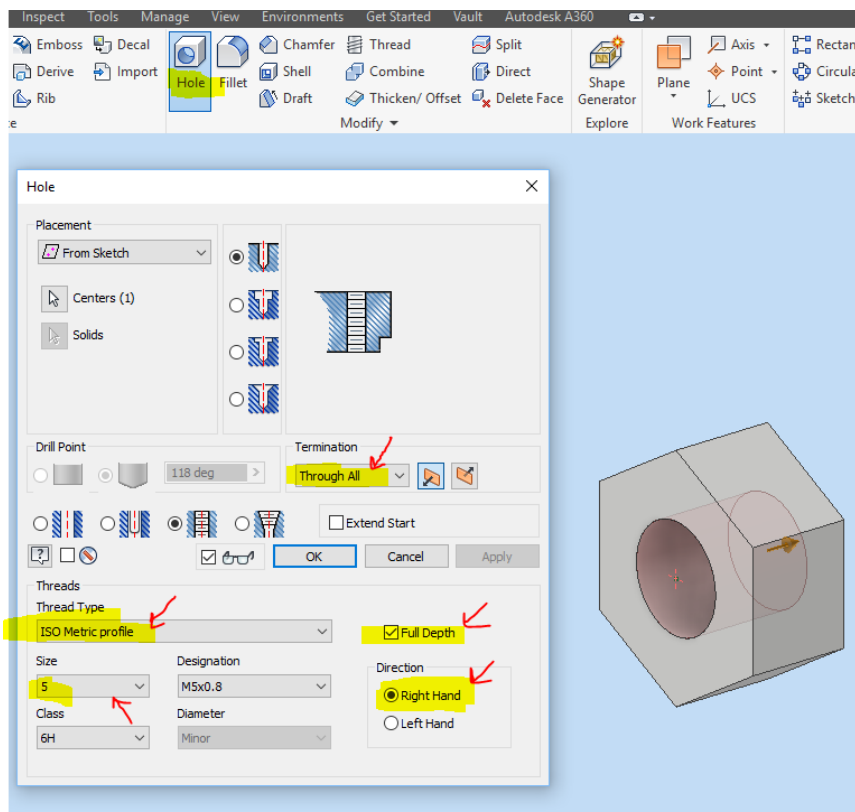 Inspect Tools Manage View Environments Get Started Vault Autodesk A360
Emboss Decal Chamfer Thread Split Axis Rectan
Derive Import Hole Fillet Shell Combine Direct Shape Generator Plane Point Circula
Rib Draft Thicken/ Offset Delete Face UCS Sketch
te Modify Explore Work Features
Hole
Placement
From Sketch
Centers (1)
Solids
Drill Point Termination
118 deg > Through All
Extend Start
? OK Cancel Apply
Threads
Thread Type
ISO Metric profile Full Depth
Size Designation Direction
5 M5x0.8 Right Hand
Class Diameter Left Hand
6H Minor